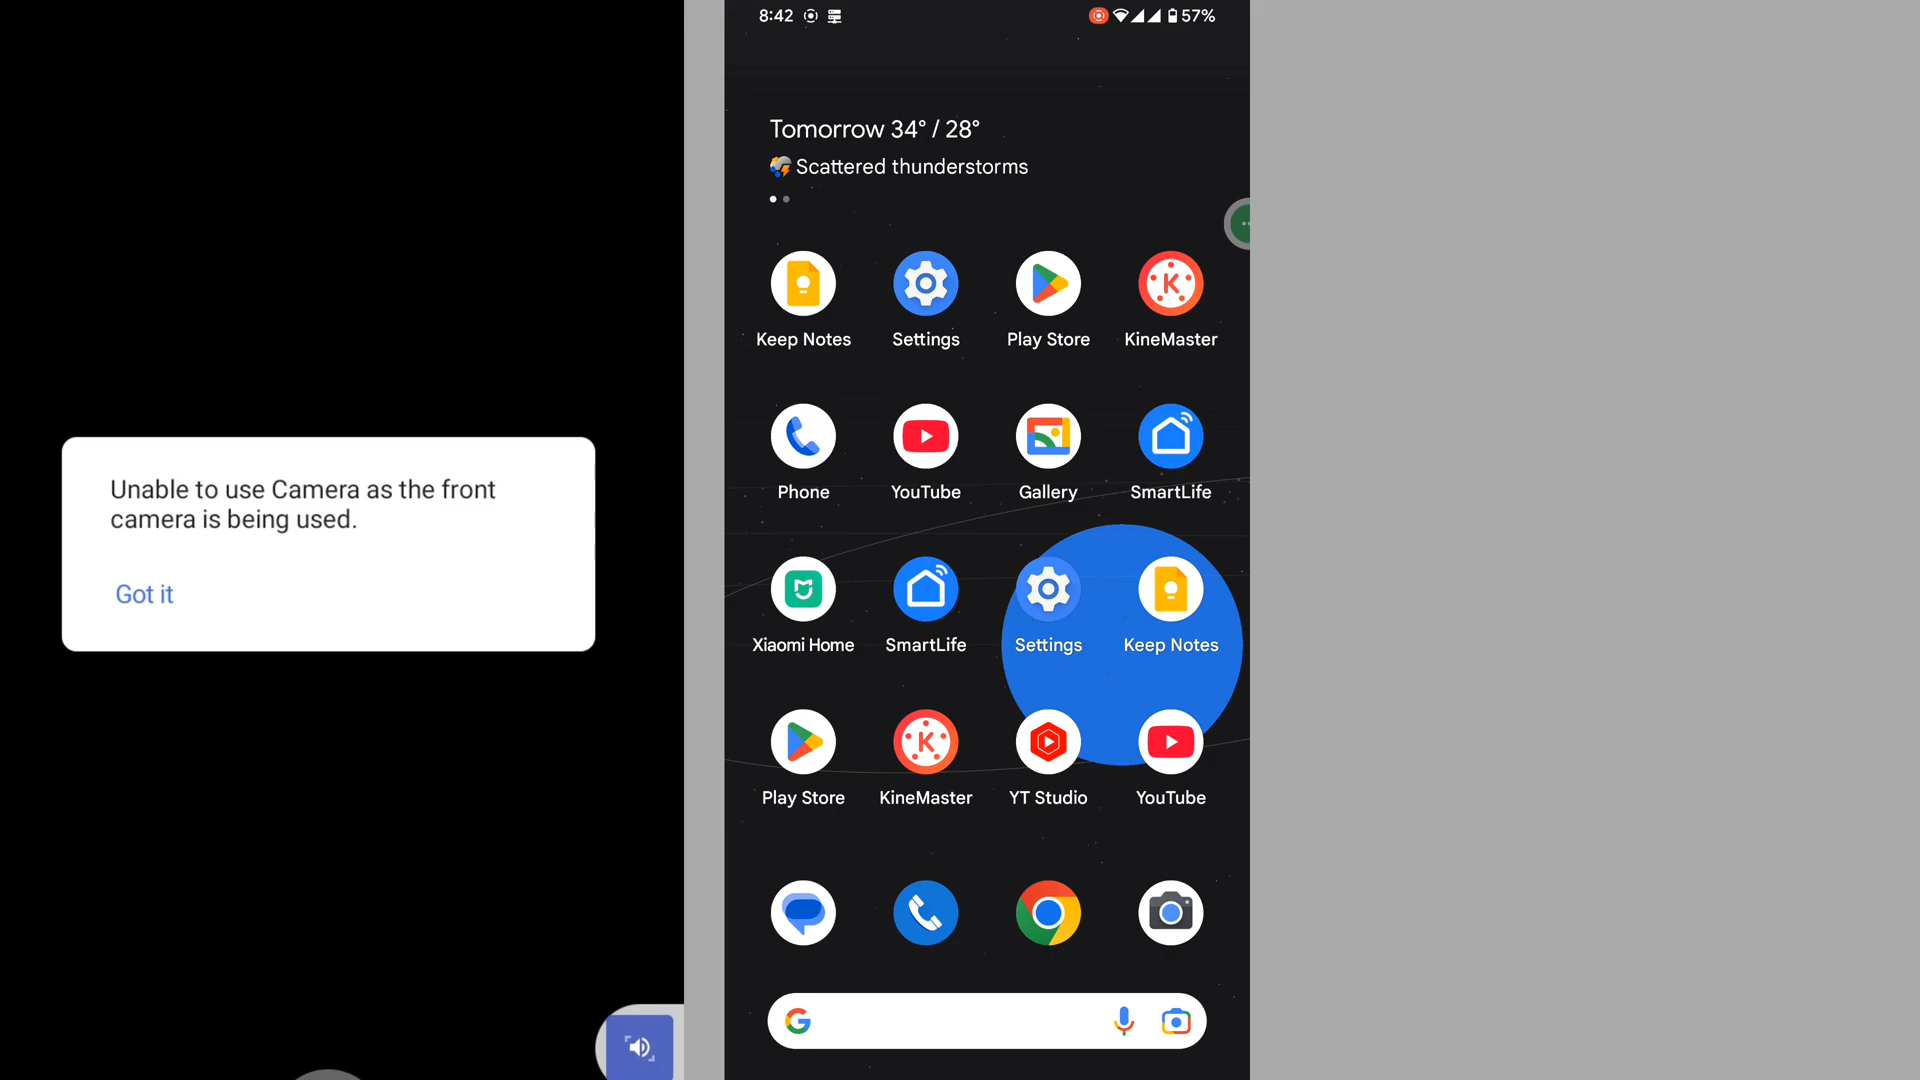 Unable to use Camera as the front
camera is being used.
Got it
8:42
57%
Tomorrow 34° / 28°
Scattered thunderstorms
Keep Notes
Settings
Play Store
KineMaster
Phone
YouTube
Gallery
SmartLife
Xiaomi Home
SmartLife
Settings
Keep Notes
Play Store
KineMaster
YT Studio
YouTube